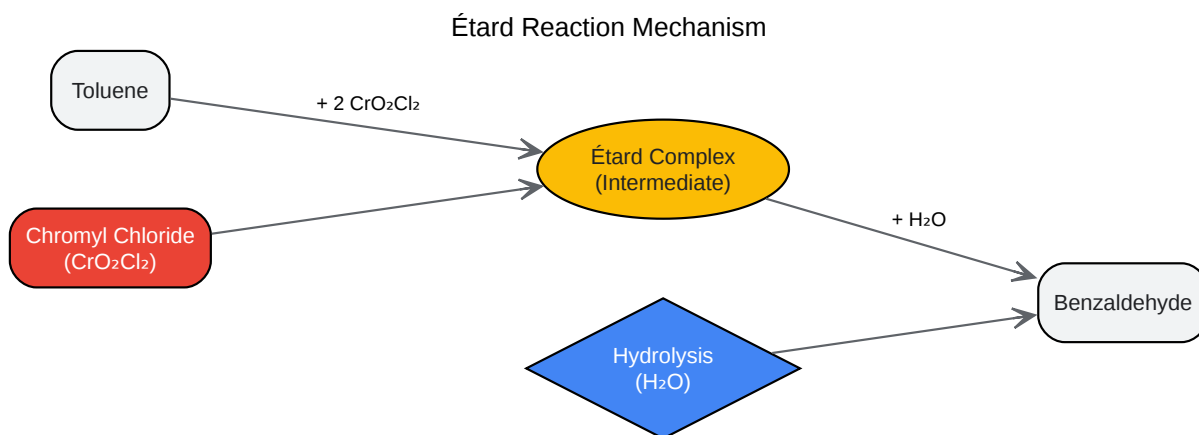 Étard Reaction Mechanism
Toluene
+ 2 CrO₂Cl₂
Étard Complex
(Intermediate)
Chromyl Chloride
(CrO₂Cl₂)
+ H₂O
Benzaldehyde
Hydrolysis
(H₂O)